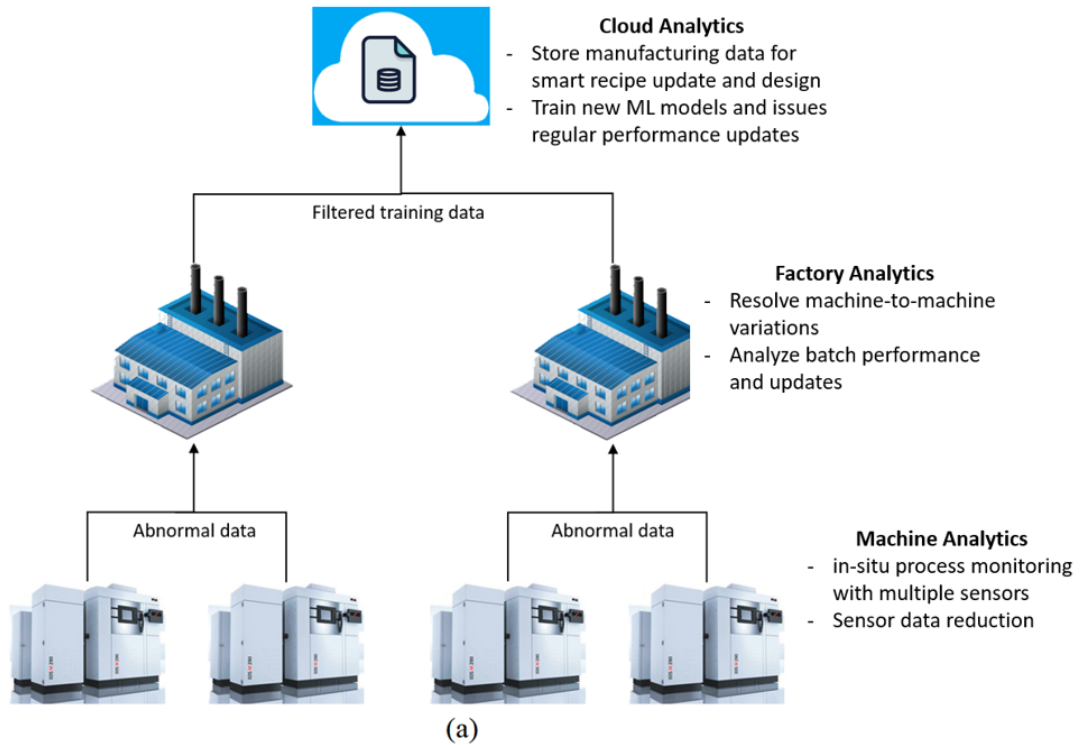 Cloud Analytics
- Store manufacturing data for
smart recipe update and design
- Train new ML models and issues
regular performance updates
Filtered training data
Factory Analytics
- Resolve machine-to-machine
variations
- Analyze batch performance
and updates
Abnormal data
Abnormal data
Machine Analytics
- in-situ process monitoring
with multiple sensors
- Sensor data reduction
(a)